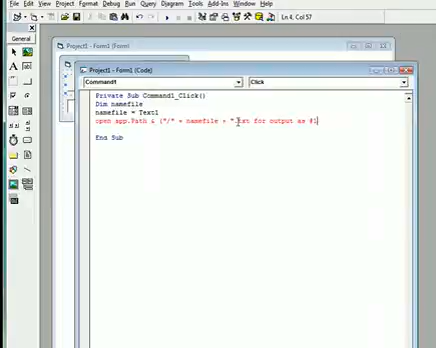 File Edit View Project Format Debug Run Query Diagram Tools Add-Ins Window Help
Ln 4, Col 57
General
Project1 - Form1 (Form)
Project1 - Form1 (Code)
Command1
Click
Private Sub Command1_Click()
Dim namefile
namefile = Text1
open app.Path & ("/" + namefile + ".txt for output as #1
End Sub